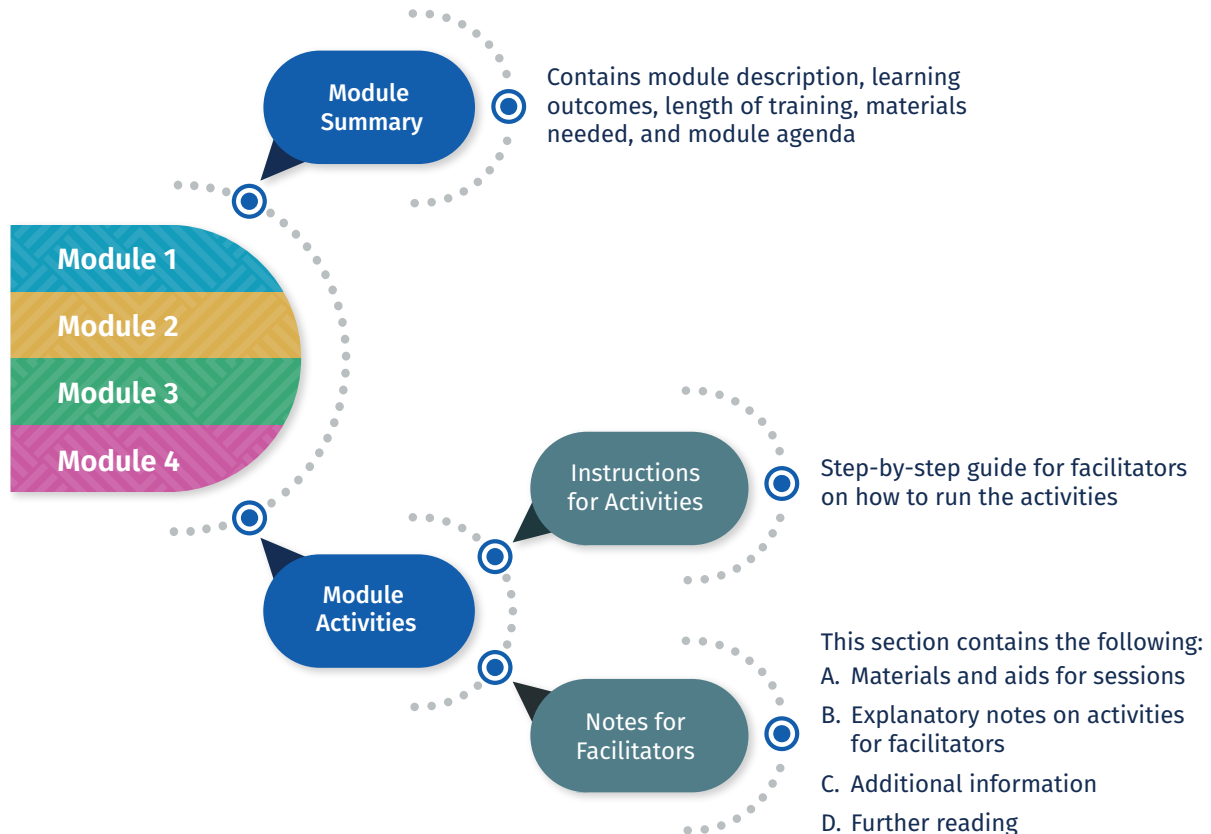 Module
Summary
Contains module description, learning
outcomes, length of training, materials
needed, and module agenda
Module 1
Module 2
Module 3
Module 4
Instructions
for Activities
Step-by-step guide for facilitators
on how to run the activities
Module
Activities
Notes for
Facilitators
This section contains the following:
A. Materials and aids for sessions
B. Explanatory notes on activities
for facilitators
C. Additional information
D. Further reading